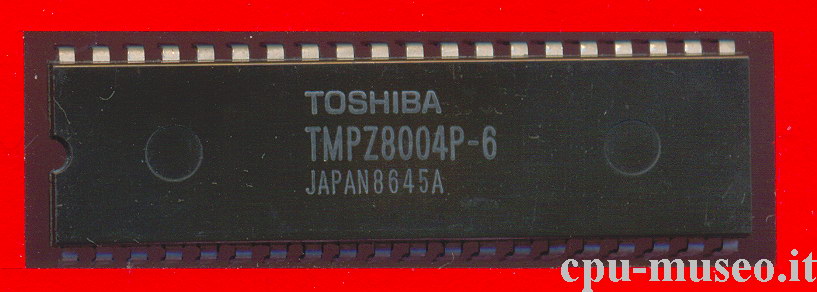 TOSHIBA
TMPZ8004P-6
JAPAN8645A
cpu-museo.it